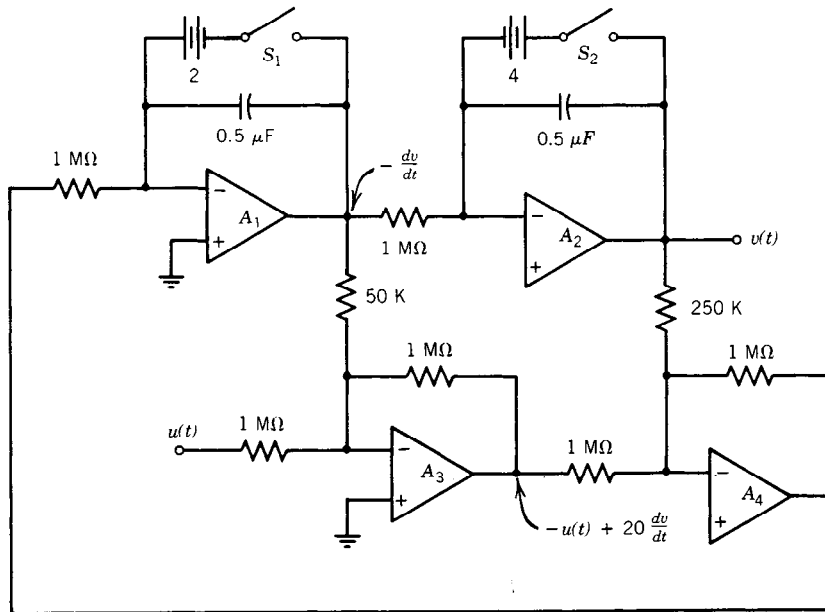 S₁
S₂
2
4
0.5 μF
0.5 μF
1 MΩ
− dv/dt
−
A₁
+
1 MΩ
−
A₂
+
v(t)
50 K
250 K
1 MΩ
1 MΩ
u(t)
1 MΩ
−
A₃
+
1 MΩ
−
A₄
+
−u(t) + 20 dv/dt